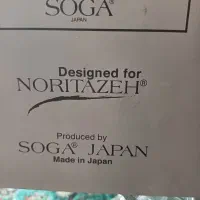 SOGA®
JAPAN
Designed for
NORITAZEH®
Produced by
SOGA® JAPAN
Made in Japan